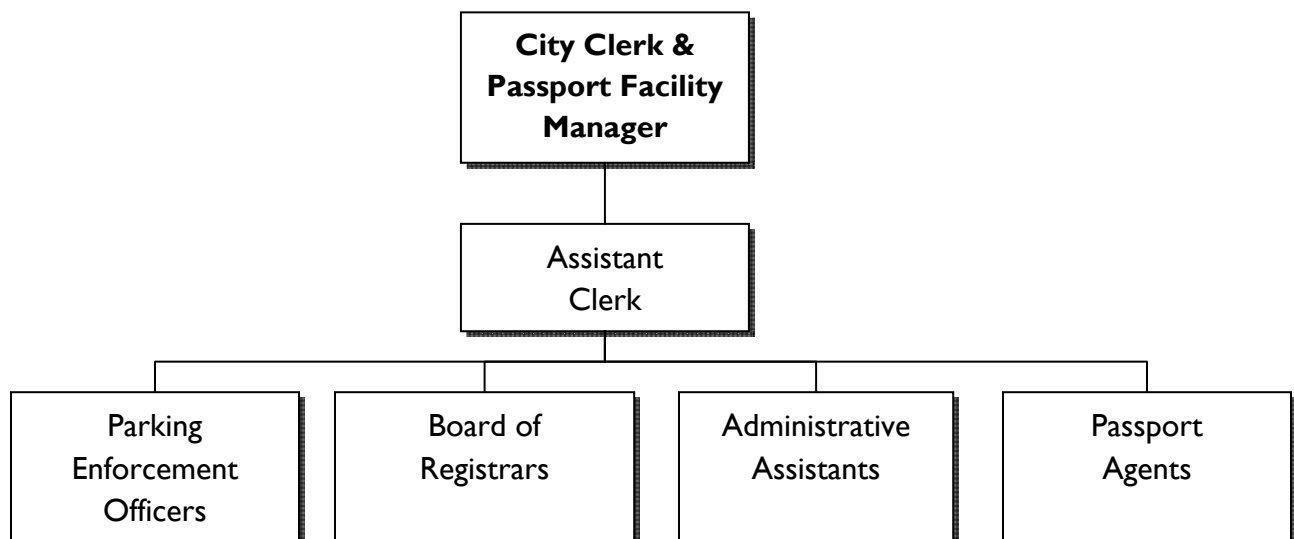 City Clerk &
Passport Facility
Manager
Assistant
Clerk
Parking
Enforcement
Officers
Board of
Registrars
Administrative
Assistants
Passport
Agents